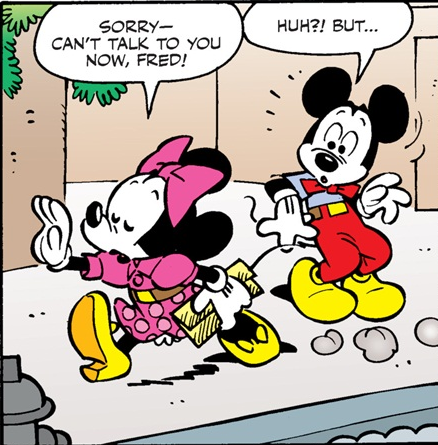 SORRY—
CAN'T TALK TO YOU
NOW, FRED!
HUH?! BUT...